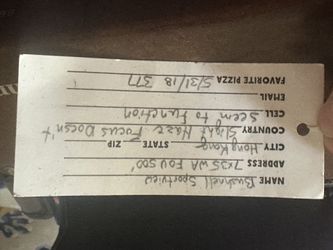 NAME Bushnell Sportview
ADDRESS 7x35 WA FOV 500'
CITY Hong Kong STATE ZIP
COUNTRY Slight Haze Focus Doesn't
CELL Seem to Function
EMAIL
FAVORITE PIZZA 5/31/18 377